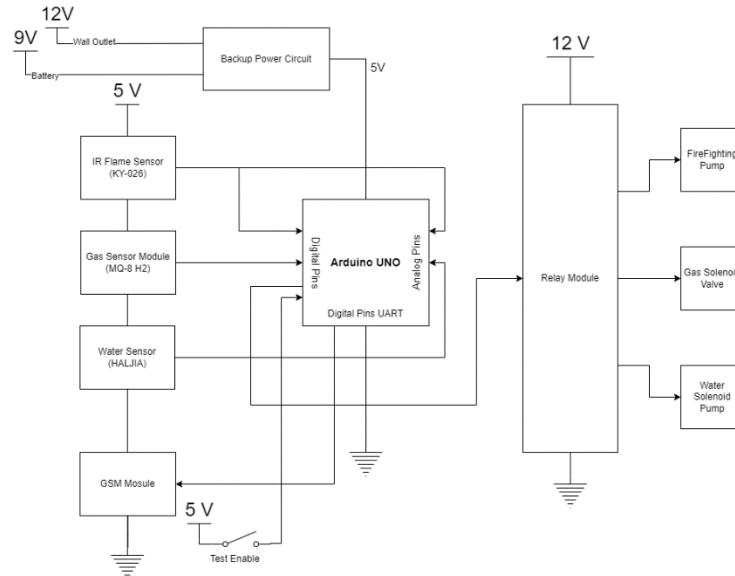 12V
Wall Outlet
9V
Battery
Backup Power Circuit
5V
12 V
5 V
IR Flame Sensor
(KY-026)
Gas Sensor Module
(MQ-8 H2)
Water Sensor
(HALJIA)
GSM Mosule
Digital Pins
Arduino UNO
Analog Pins
Digital Pins UART
5 V
Test Enable
Relay Module
FireFighting
Pump
Gas Solenoid
Valve
Water
Solenoid
Pump